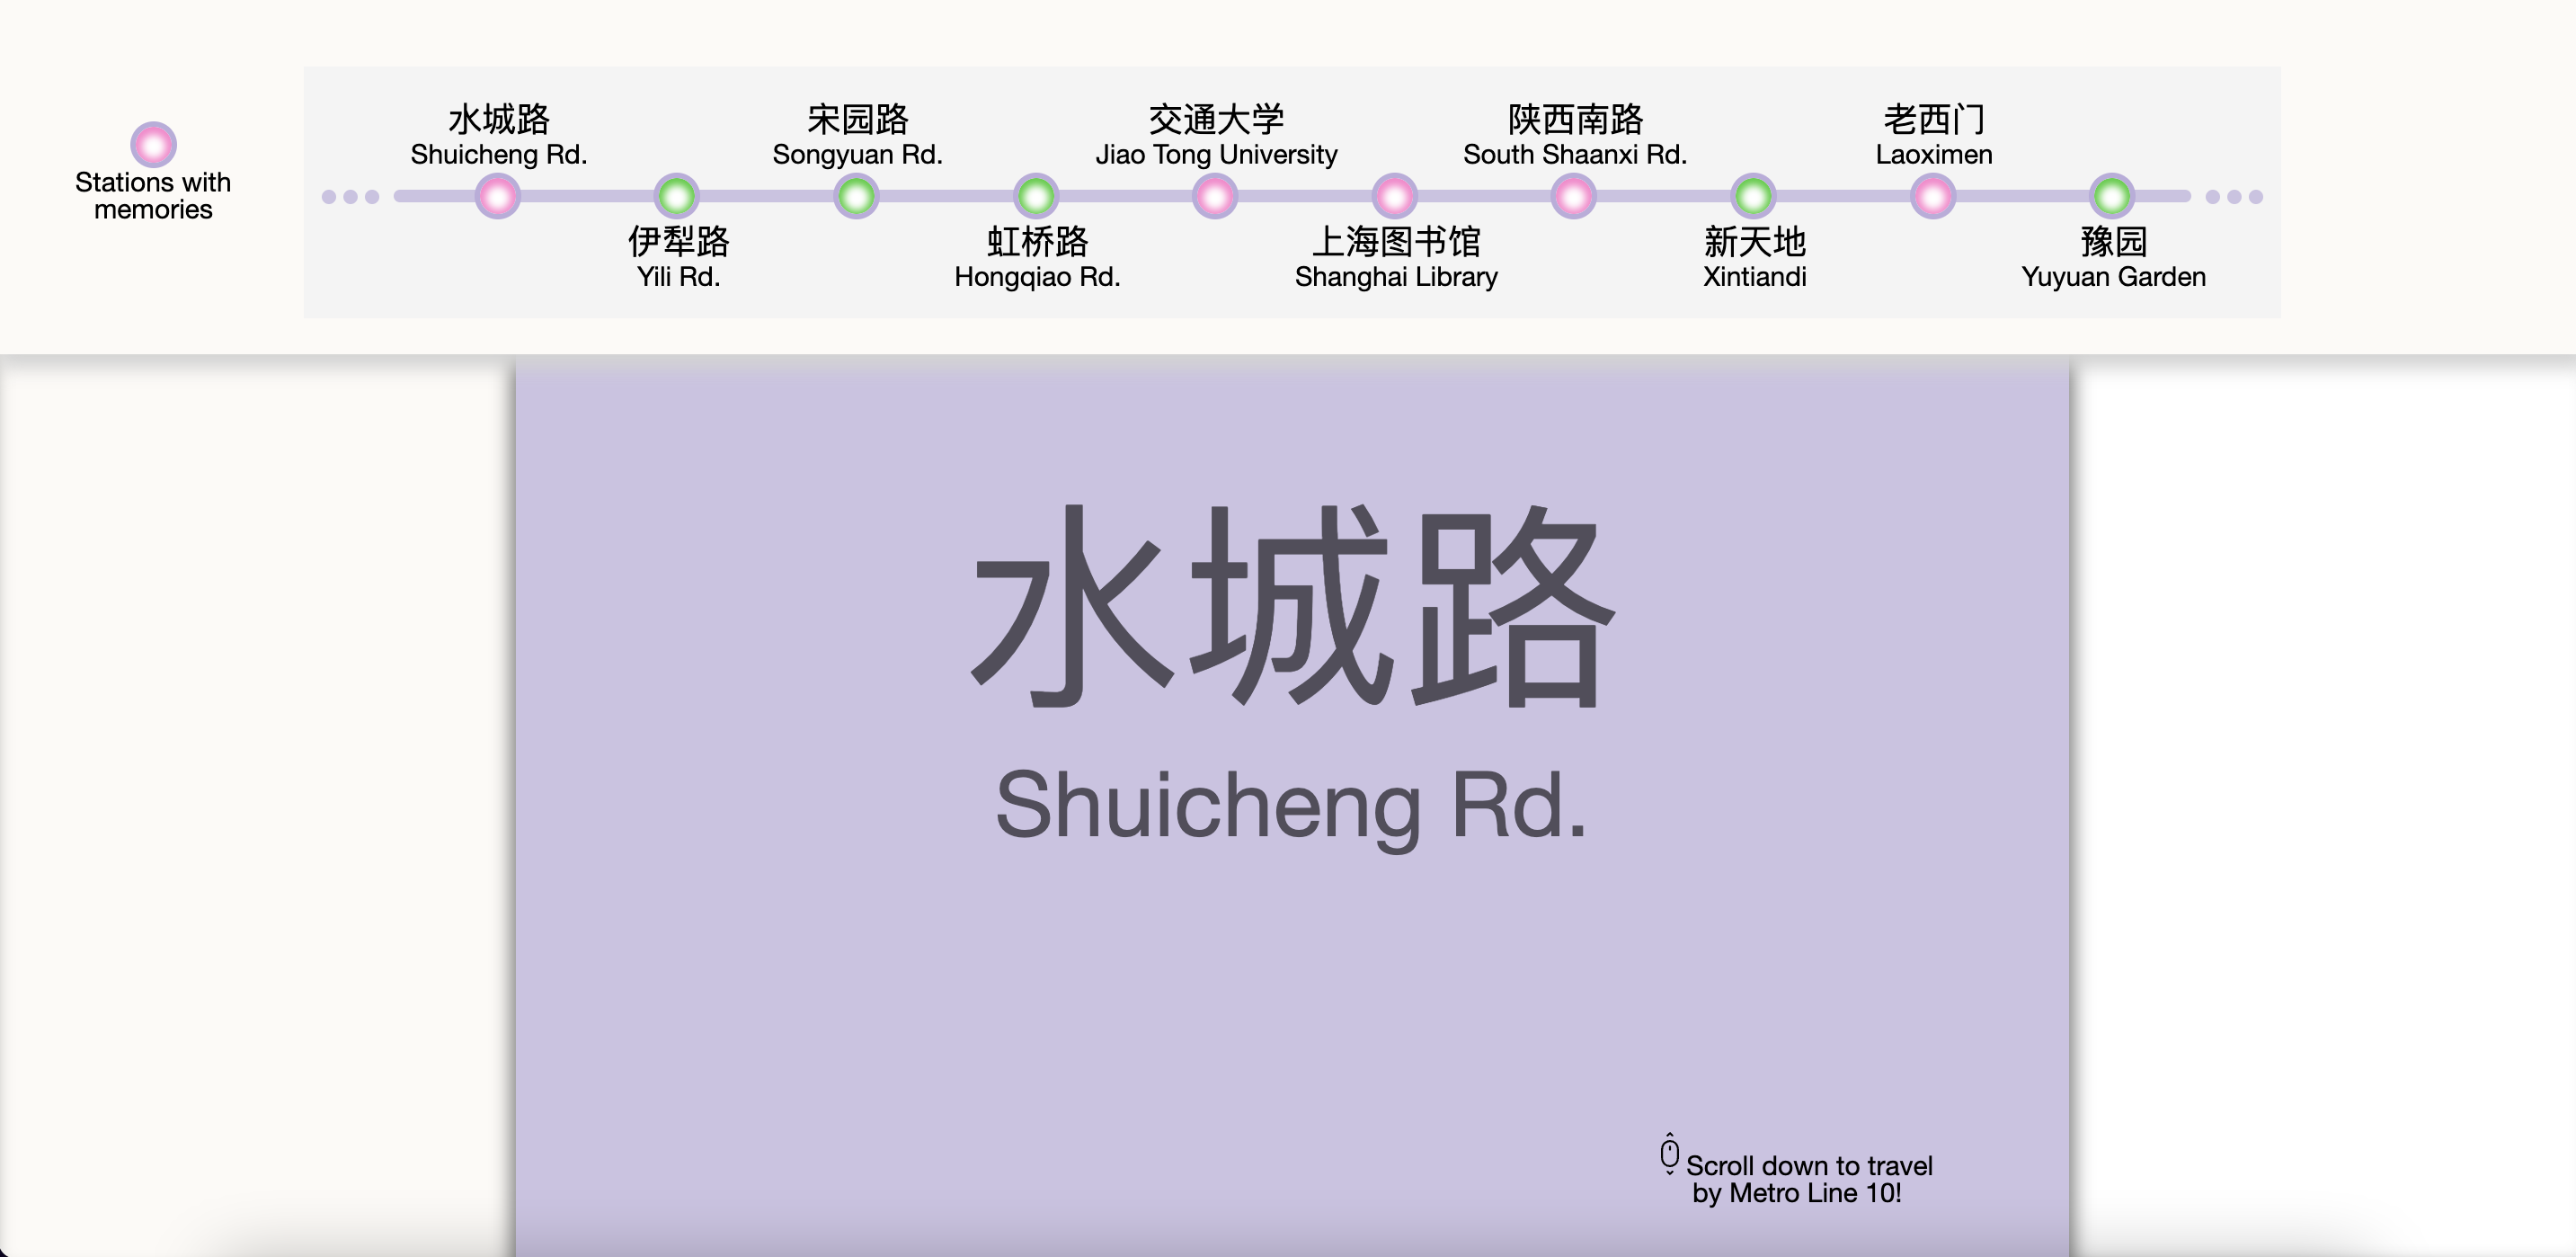 Stations with
memories
水城路
Shuicheng Rd.
伊犁路
Yili Rd.
宋园路
Songyuan Rd.
虹桥路
Hongqiao Rd.
交通大学
Jiao Tong University
上海图书馆
Shanghai Library
陕西南路
South Shaanxi Rd.
新天地
Xintiandi
老西门
Laoximen
豫园
Yuyuan Garden
水城路
Shuicheng Rd.
Scroll down to travel
by Metro Line 10!